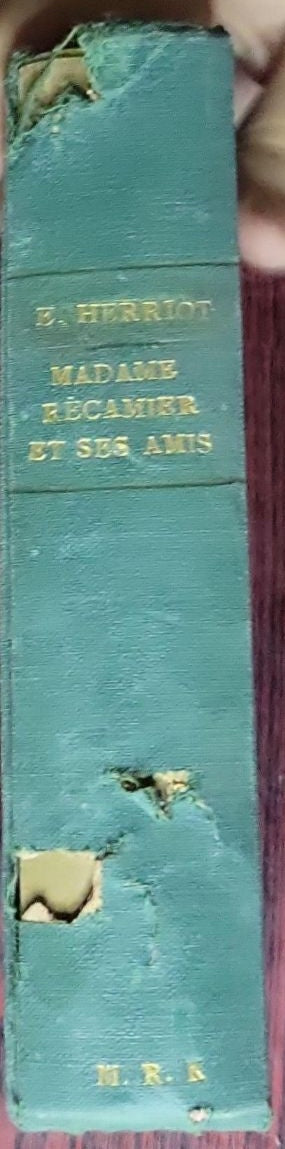 E. HERRIOT
MADAME
RÉCAMIER
ET SES AMIS
M. R. K